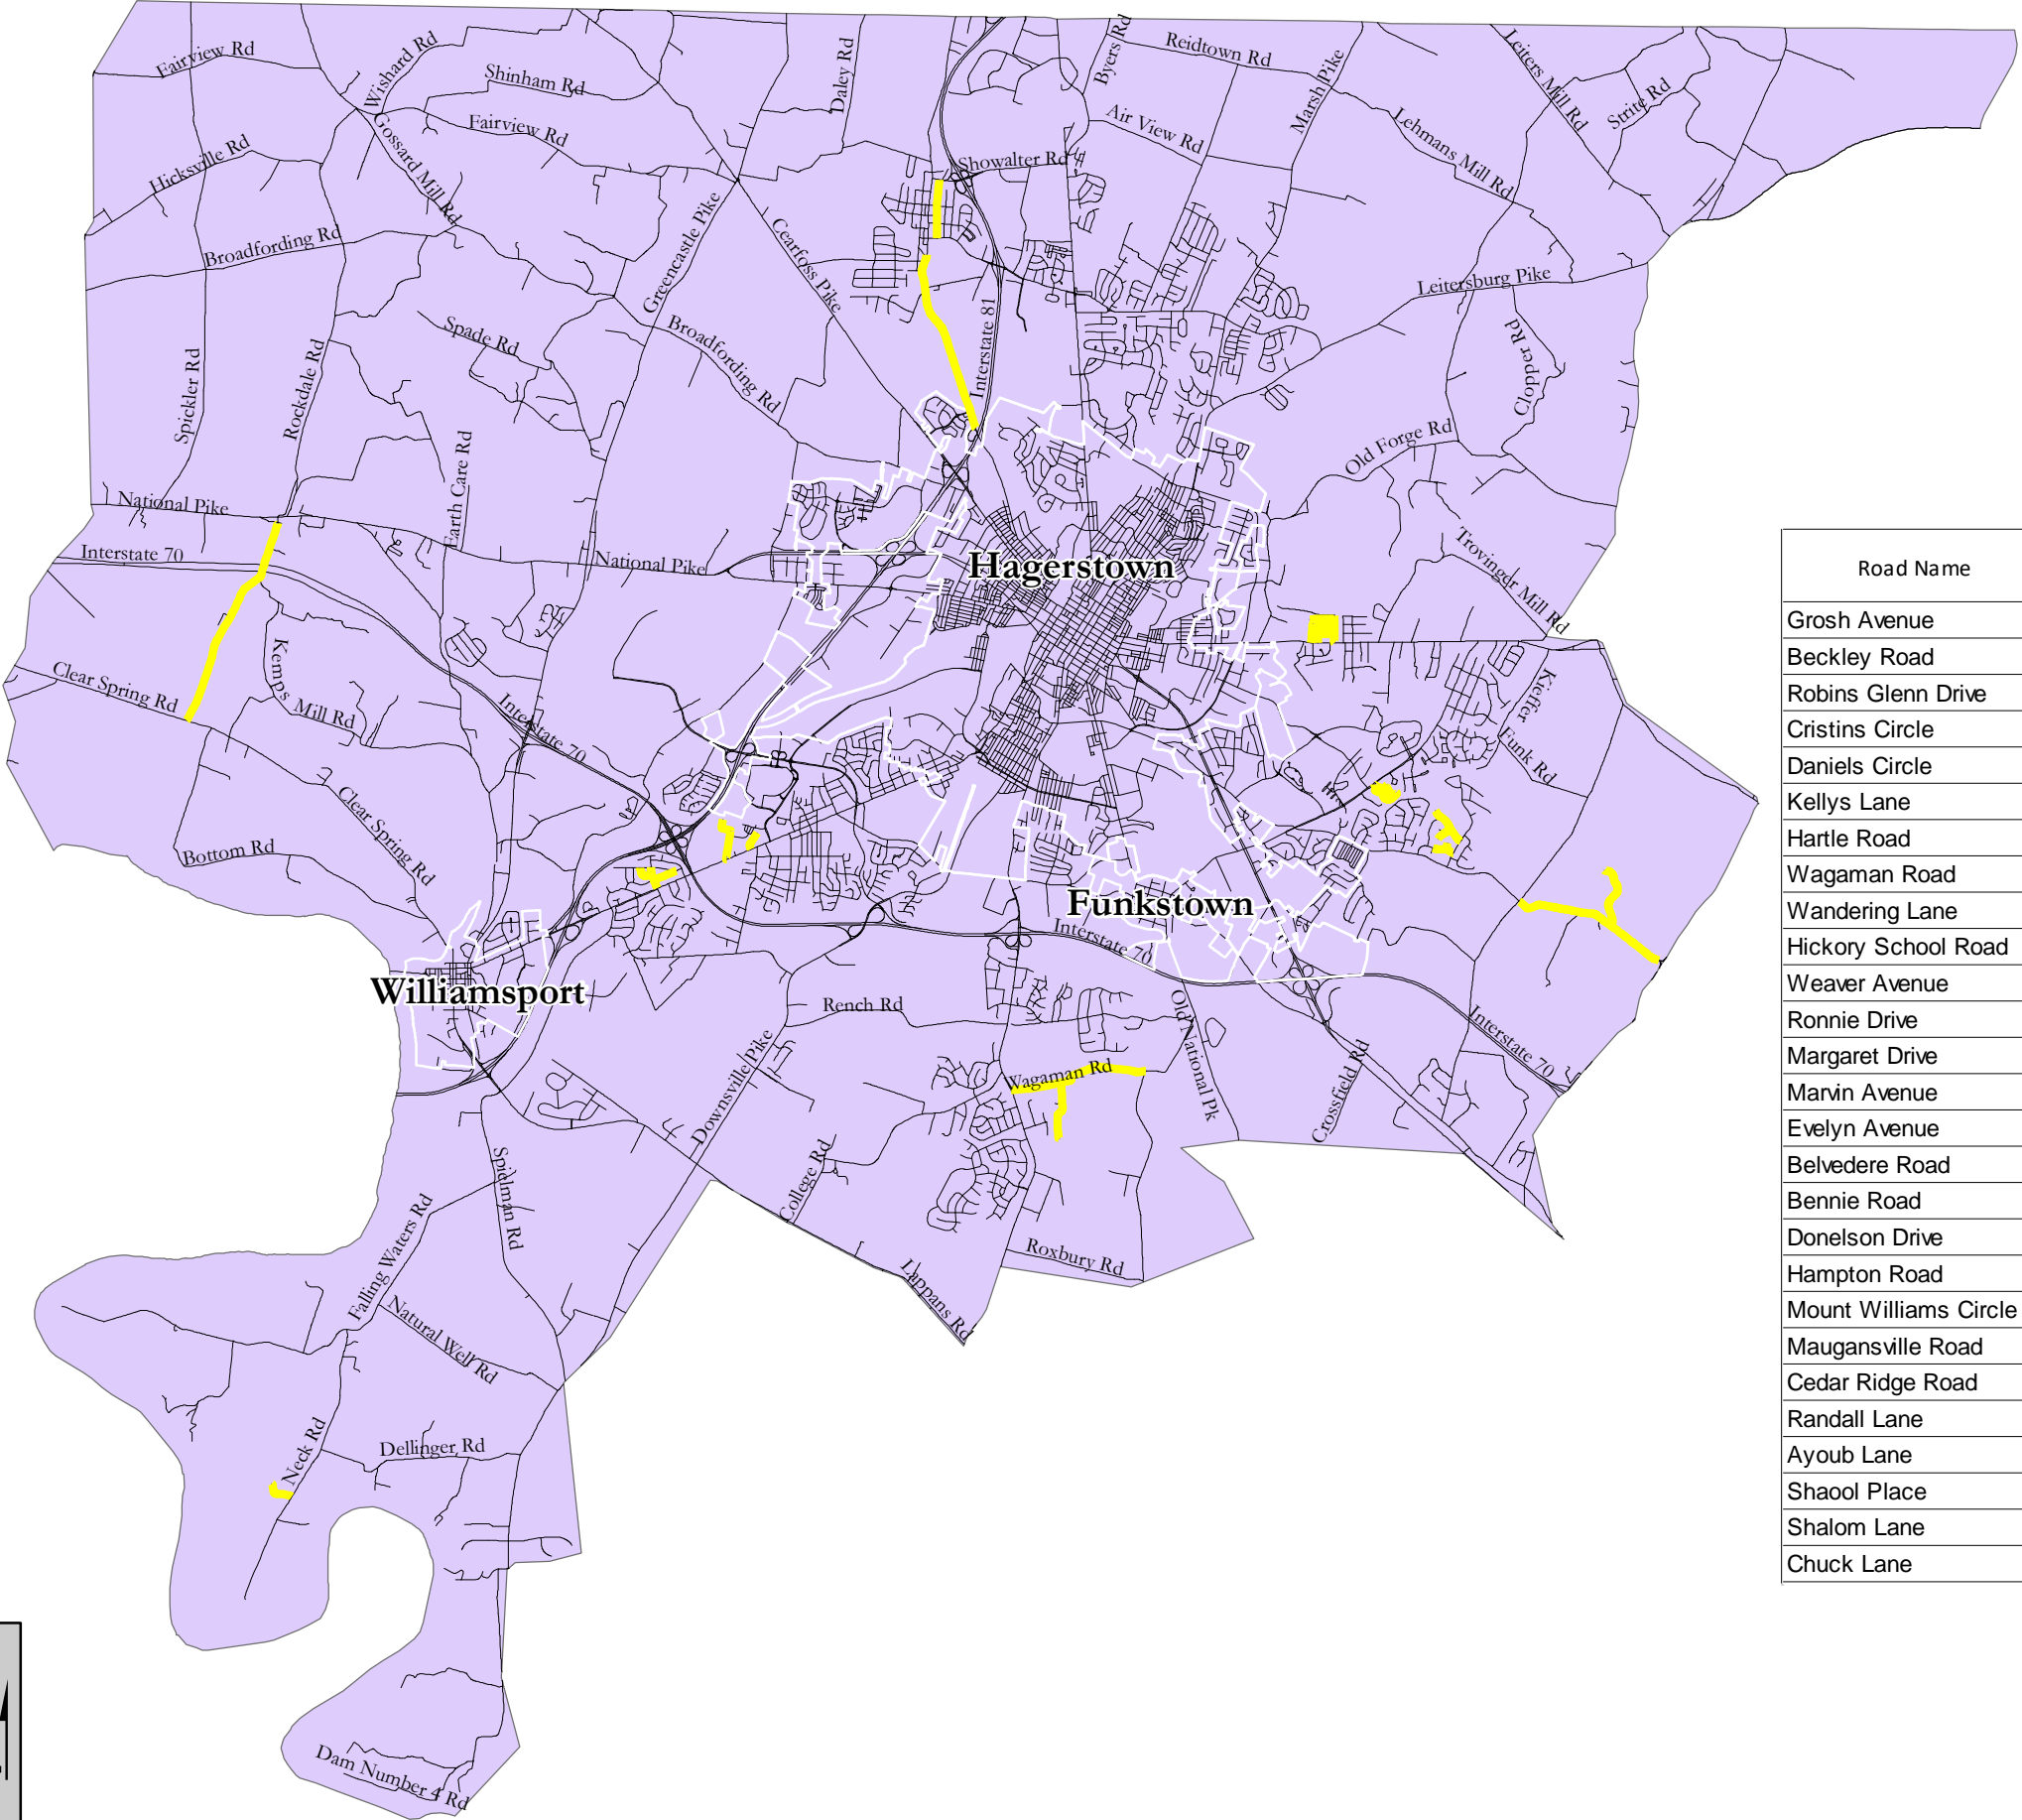 Fairview Rd
Wishard Rd
Shinham Rd
Daley Rd
Byers Rd
Reidtown Rd
Marsh Pike
Leiters Mill Rd
Strite Rd
Gossard Mill Rd
Fairview Rd
Air View Rd
Lehmans Mill Rd
Hicksville Rd
Showalter Rd
Broadfording Rd
Greencastle Pike
Cearfoss Pike
Leitersburg Pike
Spade Rd
Broadfording Rd
Interstate 81
Clopper Rd
Spickler Rd
Rockdale Rd
Earth Care Rd
Old Forge Rd
National Pike
Interstate 70
National Pike
Hagerstown
Trovinger Mill Rd
Clear Spring Rd
Kemps Mill Rd
Interstate 70
Kieffer Funk Rd
Clear Spring Rd
Bottom Rd
Funkstown
Interstate 70
Williamsport
Rench Rd
Old National Pk
Interstate 70
Downsville Pike
Wagaman Rd
Crossfield Rd
Spielman Rd
College Rd
Falling Waters Rd
Roxbury Rd
Lappans Rd
Natural Well Rd
Neck Rd
Dellinger Rd
Dam Number 4 Rd
Road Name
Grosh Avenue
Beckley Road
Robins Glenn Drive
Cristins Circle
Daniels Circle
Kellys Lane
Hartle Road
Wagaman Road
Wandering Lane
Hickory School Road
Weaver Avenue
Ronnie Drive
Margaret Drive
Marvin Avenue
Evelyn Avenue
Belvedere Road
Bennie Road
Donelson Drive
Hampton Road
Mount Williams Circle
Maugansville Road
Cedar Ridge Road
Randall Lane
Ayoub Lane
Shaool Place
Shalom Lane
Chuck Lane